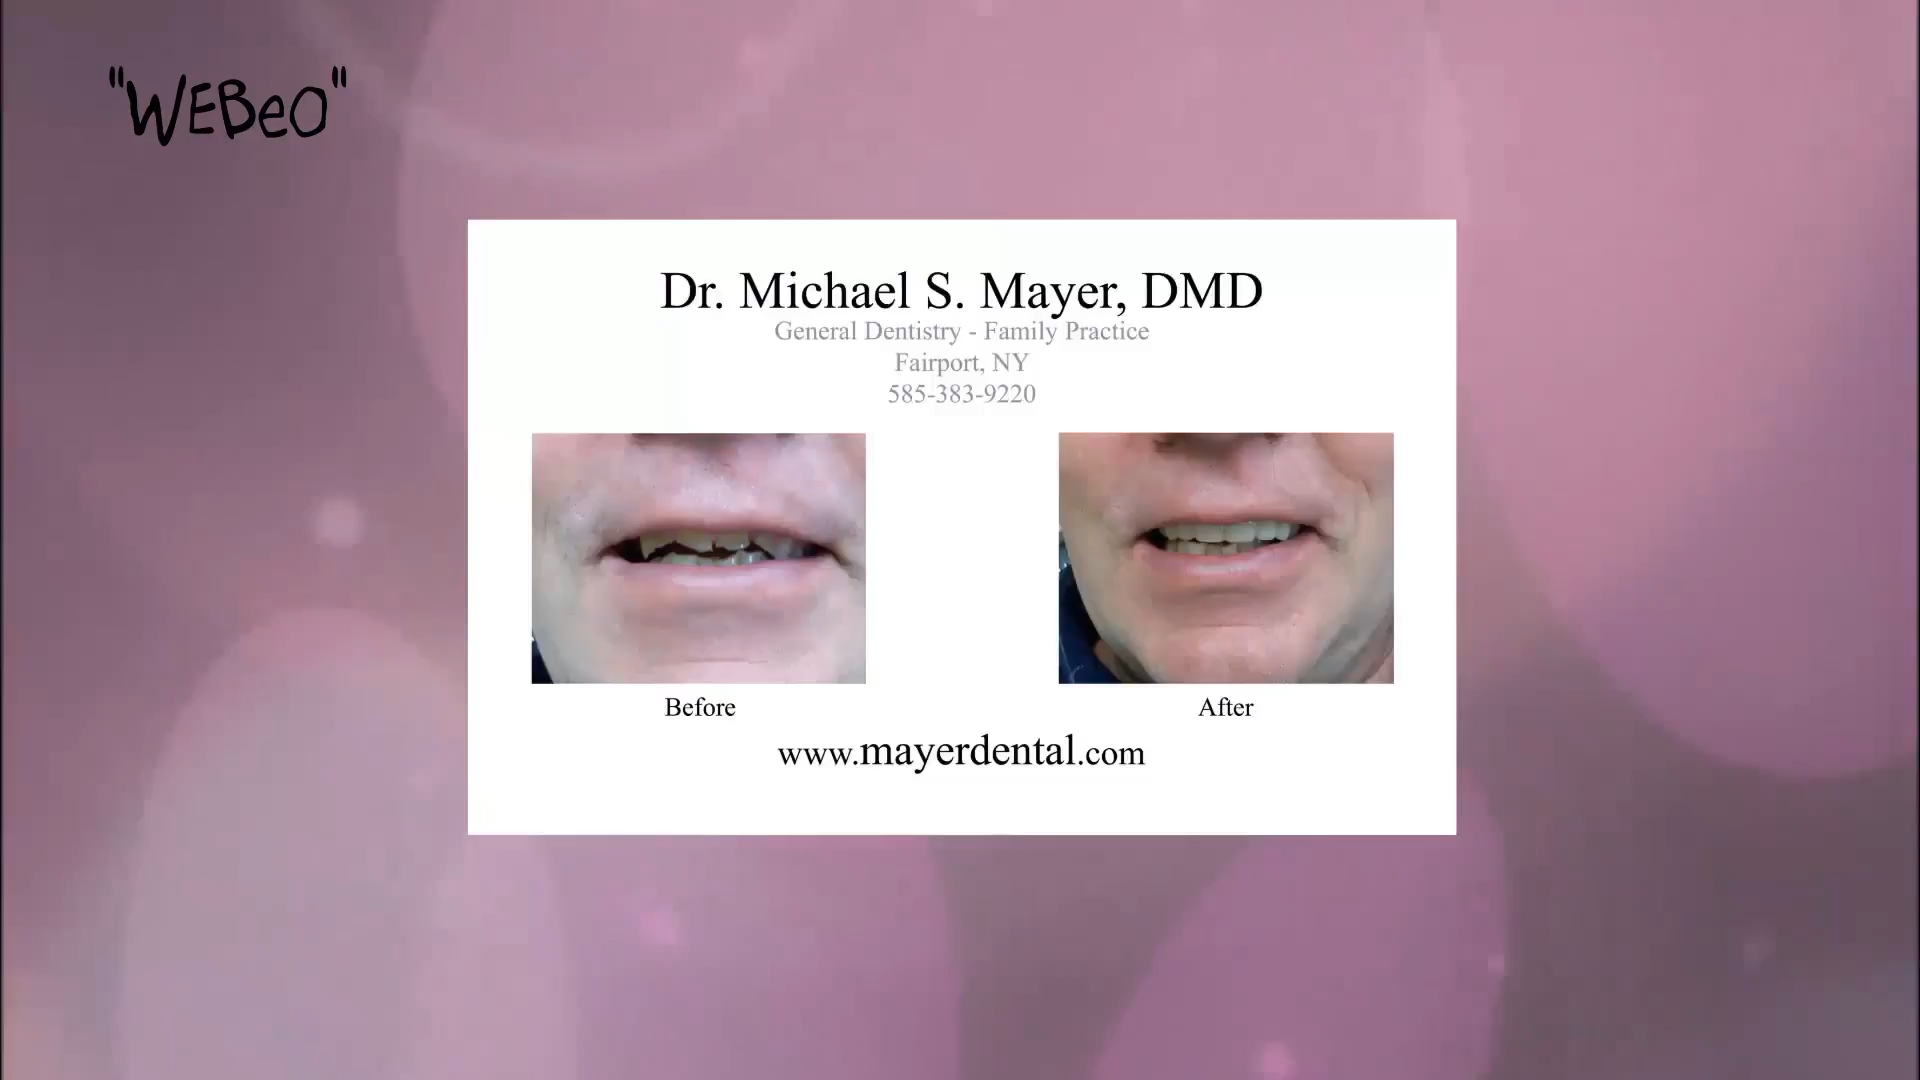 "WEBeO"
Dr. Michael S. Mayer, DMD
General Dentistry - Family Practice
Fairport, NY
585-383-9220
Before
After
www.mayerdental.com